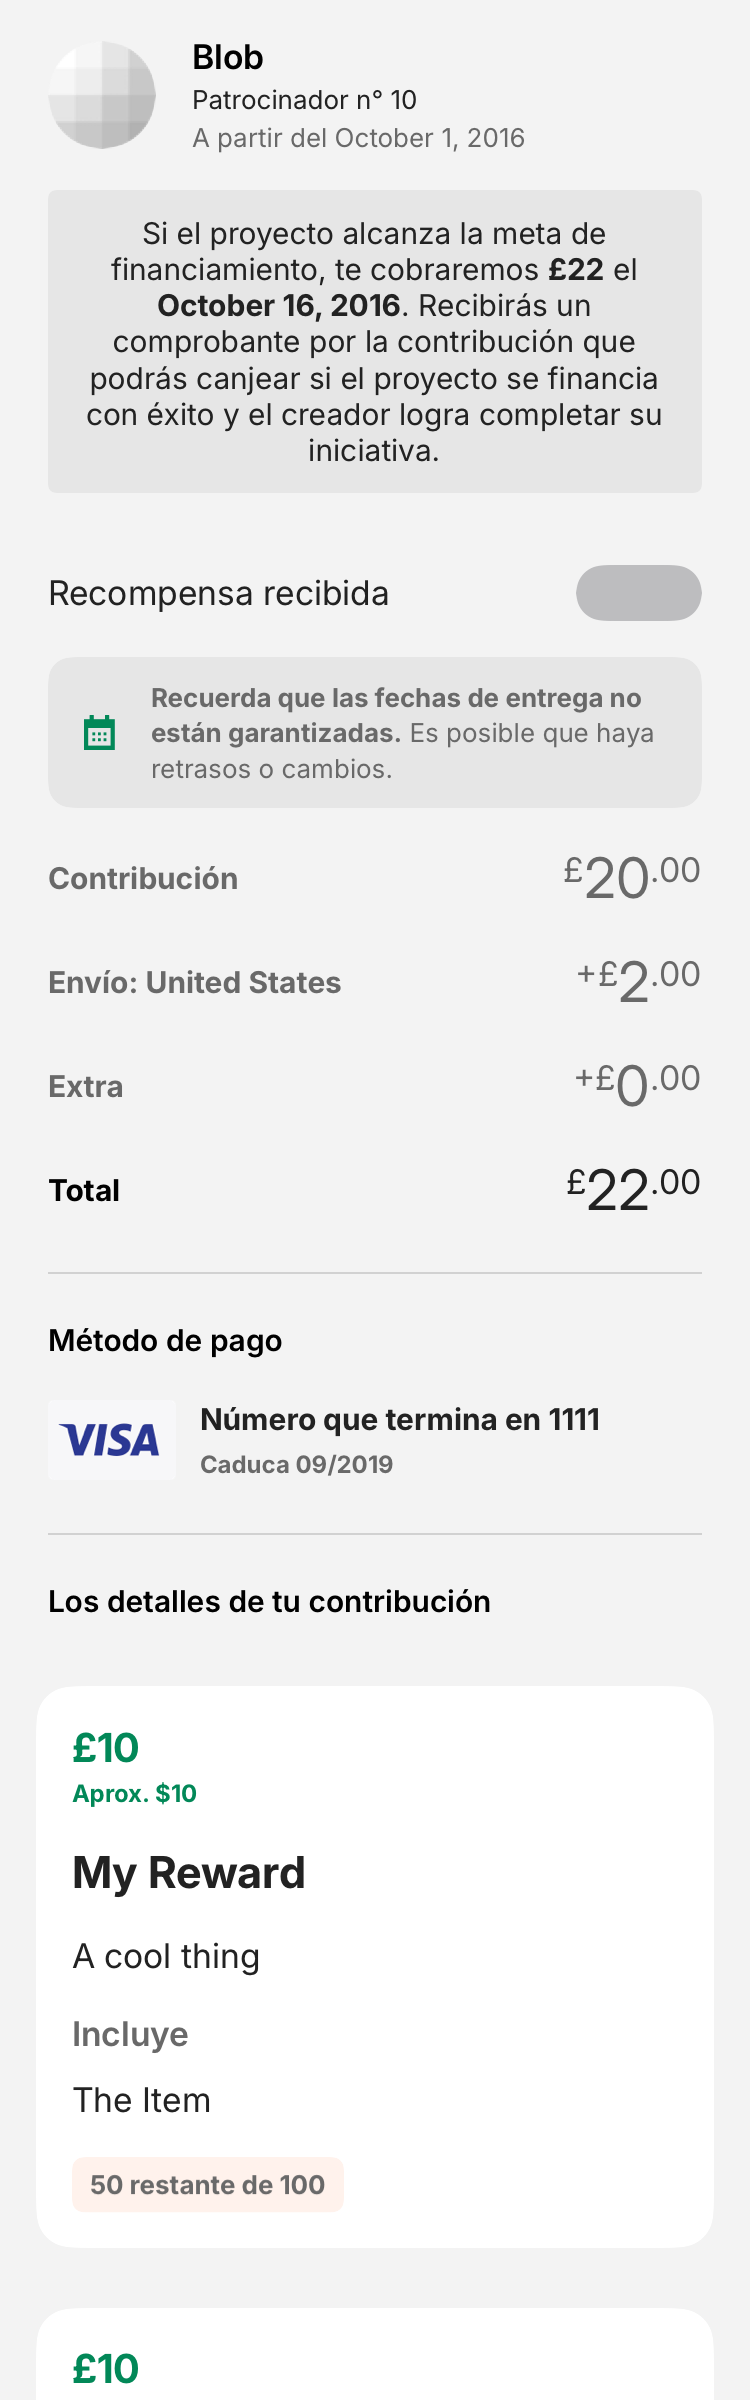 Blob
Patrocinador n° 10
A partir del October 1, 2016
Si el proyecto alcanza la meta de
financiamiento, te cobraremos £22 el
October 16, 2016. Recibirás un
comprobante por la contribución que
podrás canjear si el proyecto se financia
con éxito y el creador logra completar su
iniciativa.
Recompensa recibida
Recuerda que las fechas de entrega no
están garantizadas. Es posible que haya
retrasos o cambios.
Contribución £20.00
Envío: United States +£2.00
Extra +£0.00
Total £22.00
Método de pago
VISA
Número que termina en 1111
Caduca 09/2019
Los detalles de tu contribución
£10
Aprox. $10
My Reward
A cool thing
Incluye
The Item
50 restante de 100
£10